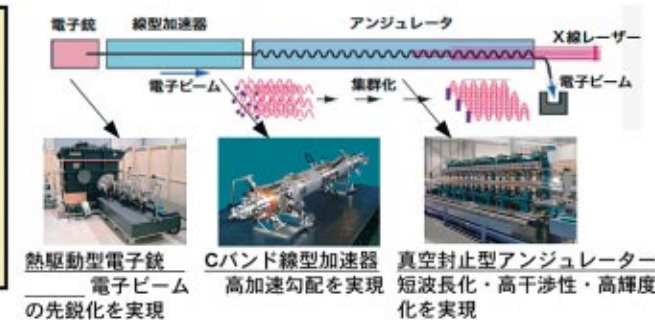 電子銃
線型加速器
アンジュレータ
X線レーザー
電子ビーム
集群化
電子ビーム
熱駆動型電子銃
電子ビーム
の先鋭化を実現
Cバンド線型加速器
高加速勾配を実現
真空封止型アンジュレーター
短波長化・高干渉性・高輝度
化を実現